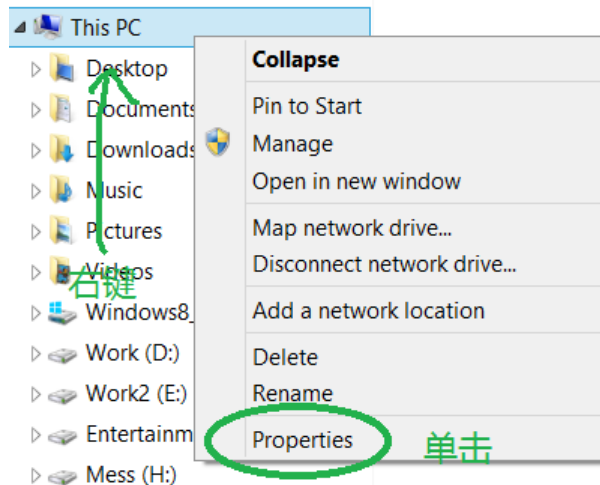 This PC
Desktop
Documents
Downloads
Music
Pictures
Videos
右键
Windows8_
Work (D:)
Work2 (E:)
Entertainm
Mess (H:)
Collapse
Pin to Start
Manage
Open in new window
Map network drive...
Disconnect network drive...
Add a network location
Delete
Rename
Properties
单击